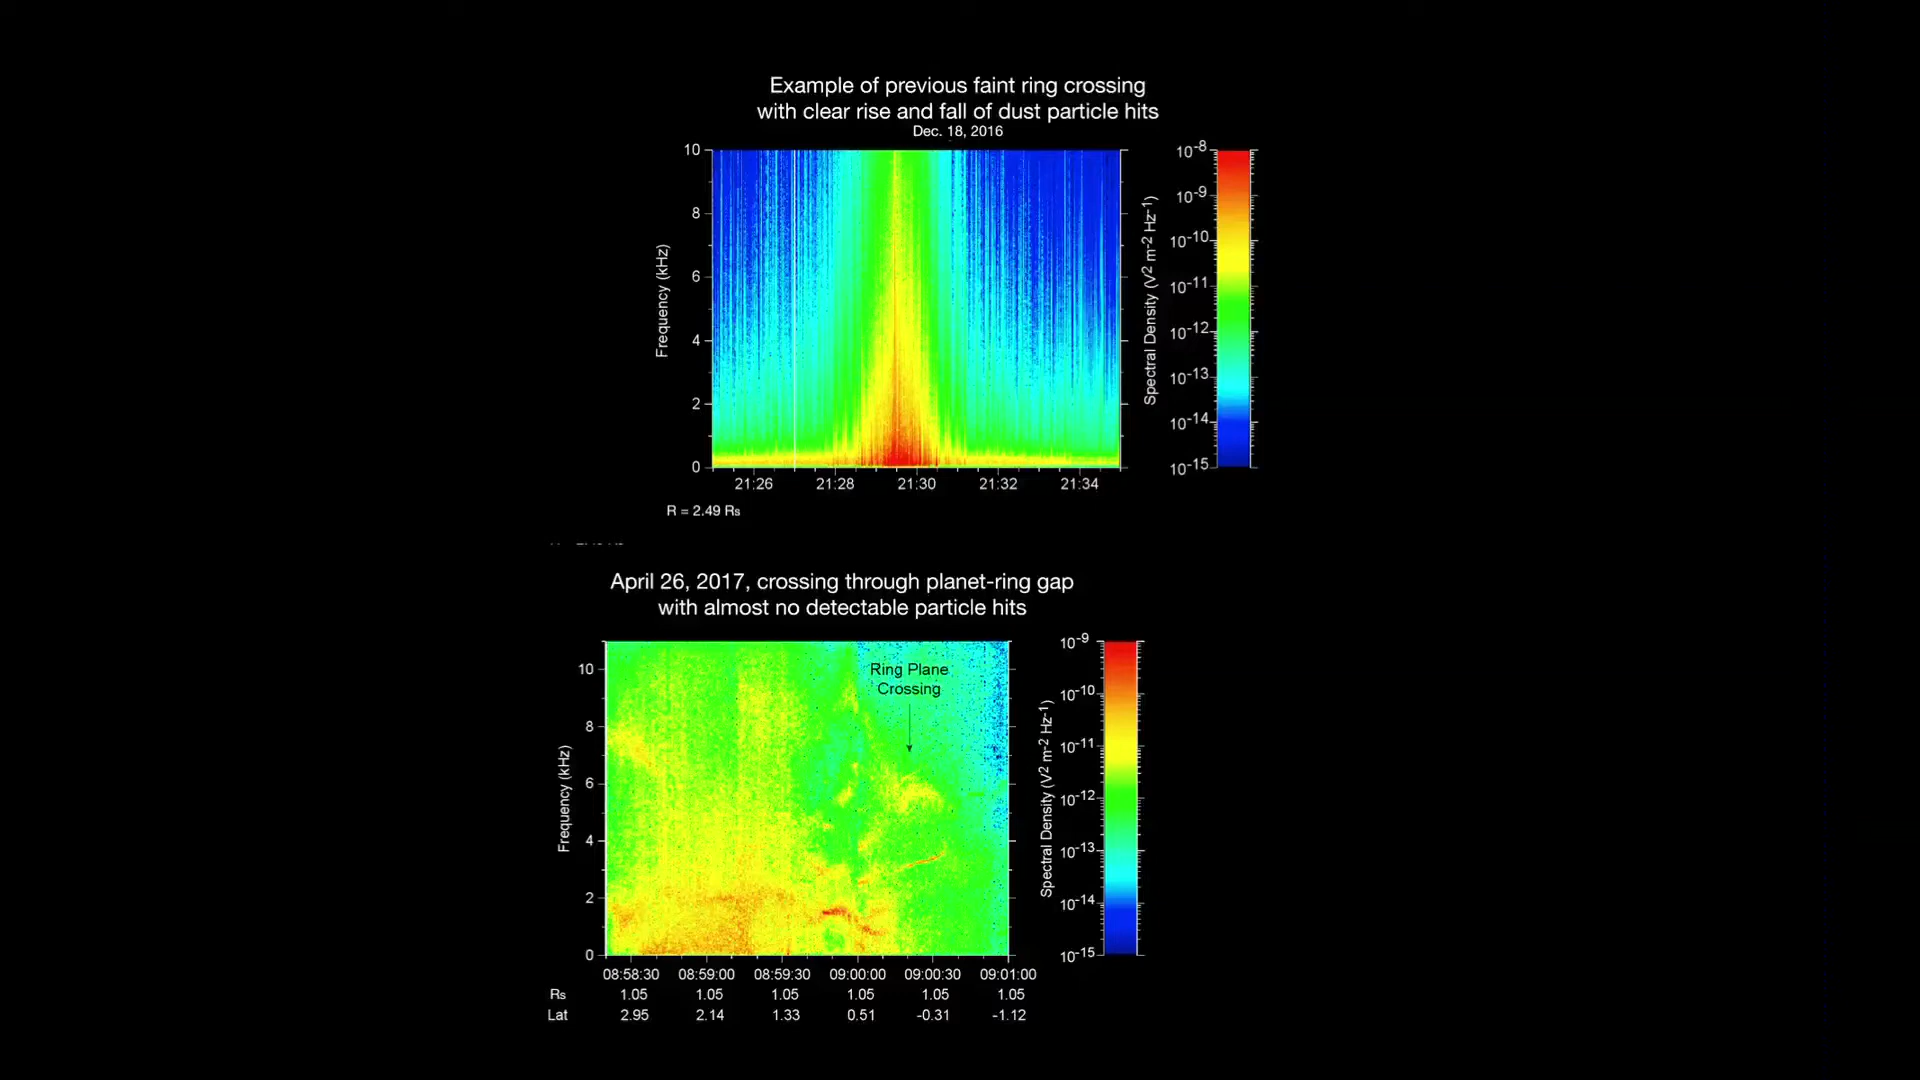 Example of previous faint ring crossing
with clear rise and fall of dust particle hits
Dec. 18, 2016
10
8
6
4
2
0
Frequency (kHz)
21:26 21:28 21:30 21:32 21:34
R = 2.49 Rs
Spectral Density (V² m⁻² Hz⁻¹)
10⁻⁸
10⁻⁹
10⁻¹⁰
10⁻¹¹
10⁻¹²
10⁻¹³
10⁻¹⁴
10⁻¹⁵
April 26, 2017, crossing through planet-ring gap
with almost no detectable particle hits
10
8
6
4
2
0
Frequency (kHz)
Ring Plane
Crossing
08:58:30 08:59:00 08:59:30 09:00:00 09:00:30 09:01:00
Rs 1.05 1.05 1.05 1.05 1.05 1.05
Lat 2.95 2.14 1.33 0.51 -0.31 -1.12
Spectral Density (V² m⁻² Hz⁻¹)
10⁻⁹
10⁻¹⁰
10⁻¹¹
10⁻¹²
10⁻¹³
10⁻¹⁴
10⁻¹⁵